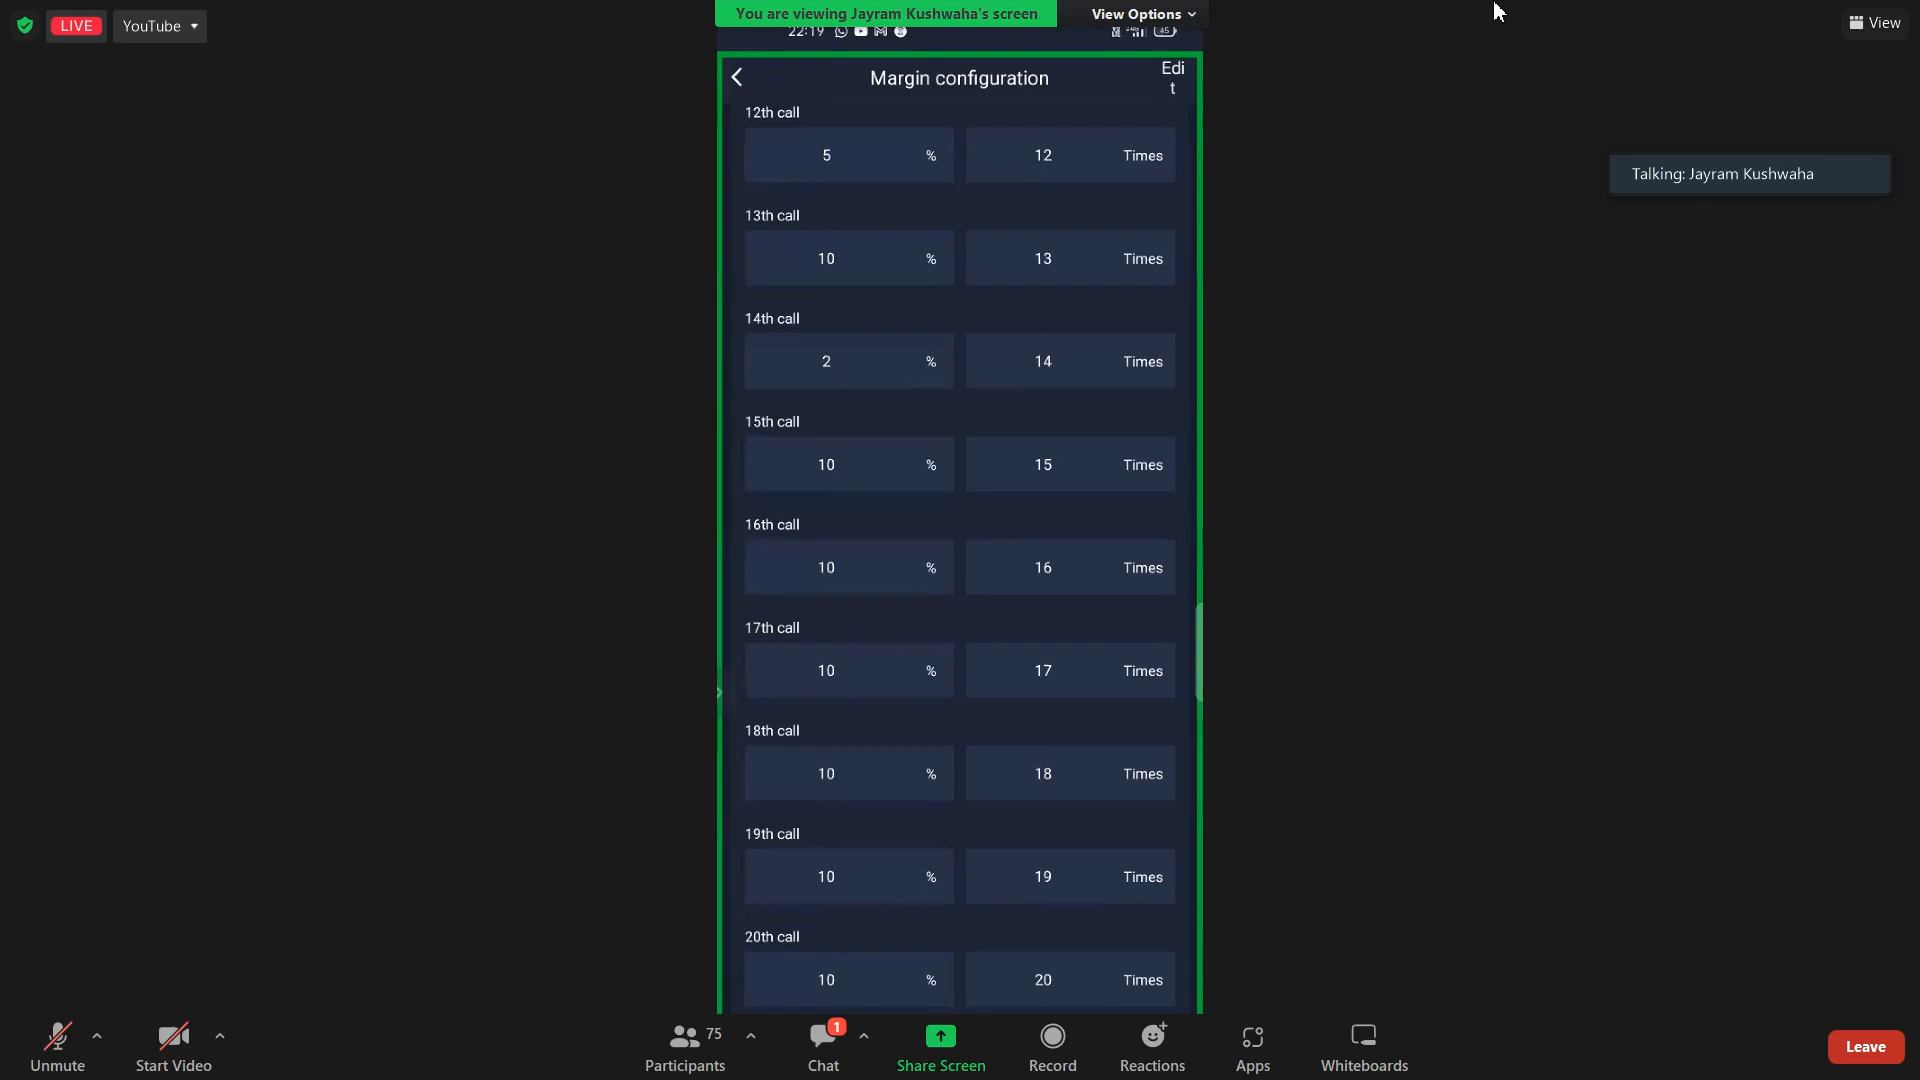 You are viewing Jayram Kushwaha's screen
View Options
LIVE
YouTube
View
22:19
45
Margin configuration
Edi
t
12th call
5 % 12 Times
Talking: Jayram Kushwaha
13th call
10 % 13 Times
14th call
2 % 14 Times
15th call
10 % 15 Times
16th call
10 % 16 Times
17th call
10 % 17 Times
18th call
10 % 18 Times
19th call
10 % 19 Times
20th call
10 % 20 Times
75
1
Unmute
Start Video
Participants
Chat
Share Screen
Record
Reactions
Apps
Whiteboards
Leave